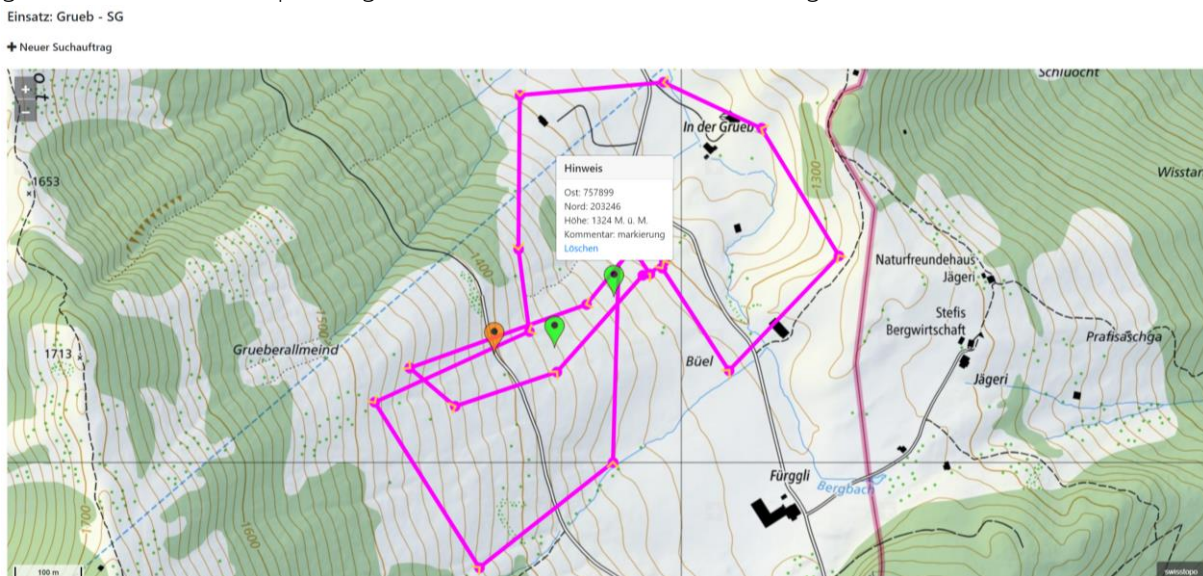 Einsatz: Grueb - SG
+ Neuer Suchauftrag
+
−
Schluocht
In der Grueb
1653
Hinweis
Ost: 757899
Nord: 203246
Höhe: 1324 M. ü. M.
Kommentar: markierung
Löschen
1300
Wisstan
1400
Naturfreundehaus
Jägeri
1500
Stefis
Bergwirtschaft
Grueberallmeind
1713
Büel
Prafisaschga
Jägeri
Fürggli
Bergbach
1700
1600
100 m
swisstopo